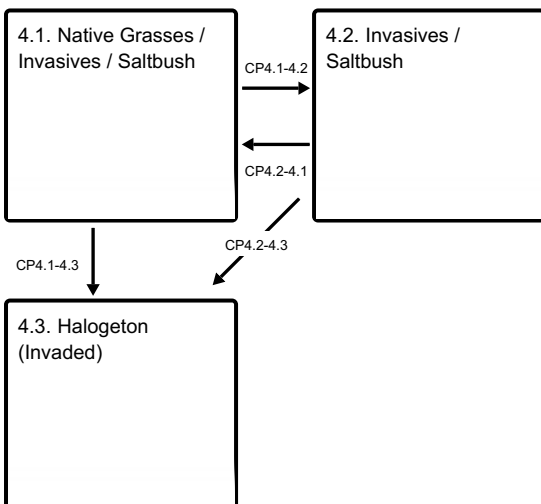 4.1. Native Grasses /
Invasives / Saltbush
CP4.1-4.2
4.2. Invasives /
Saltbush
CP4.2-4.1
CP4.1-4.3
CP4.2-4.3
4.3. Halogeton
(Invaded)